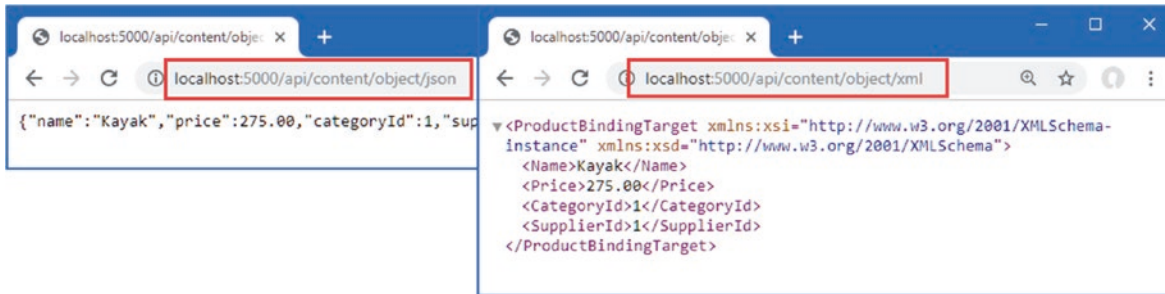 localhost:5000/api/content/objec
localhost:5000/api/content/object/json
{"name":"Kayak","price":275.00,"categoryId":1,"sup
localhost:5000/api/content/objec
localhost:5000/api/content/object/xml
<ProductBindingTarget xmlns:xsi="http://www.w3.org/2001/XMLSchema-
instance" xmlns:xsd="http://www.w3.org/2001/XMLSchema">
<Name>Kayak</Name>
<Price>275.00</Price>
<CategoryId>1</CategoryId>
<SupplierId>1</SupplierId>
</ProductBindingTarget>